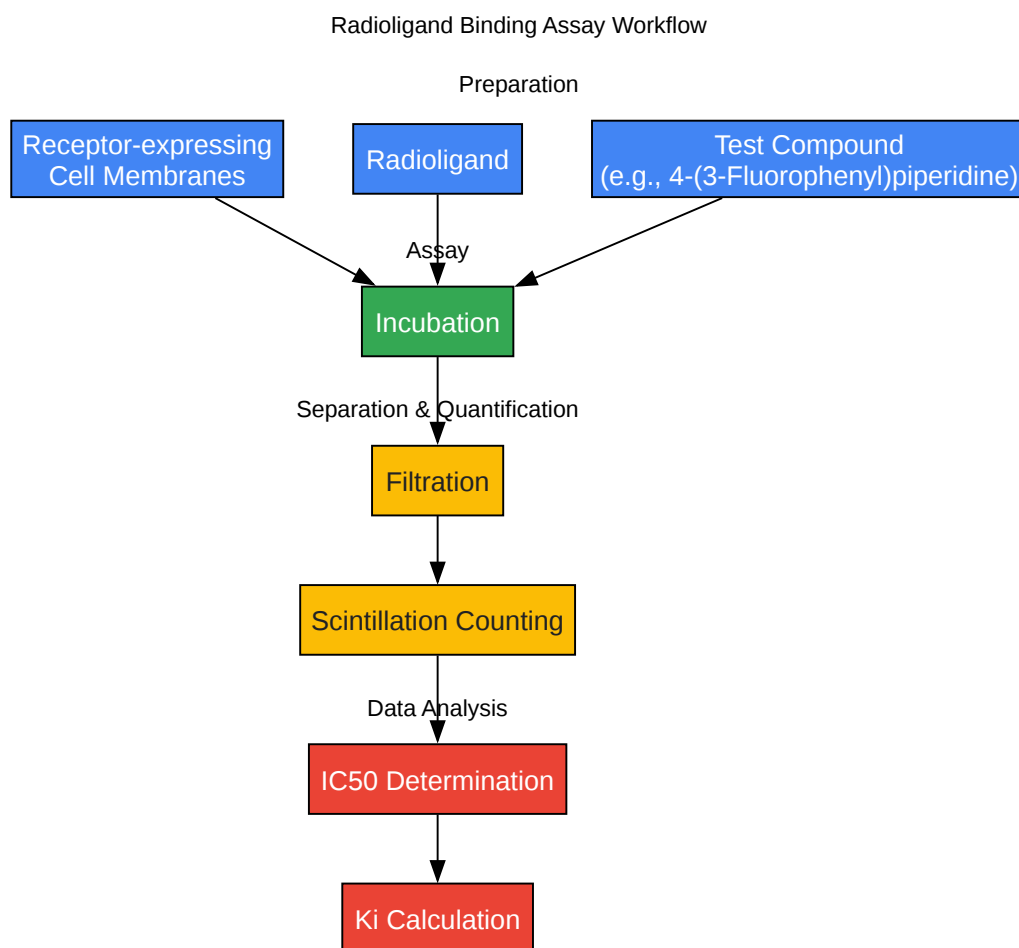 Radioligand Binding Assay Workflow
Preparation
Receptor-expressing
Cell Membranes
Radioligand
Test Compound
(e.g., 4-(3-Fluorophenyl)piperidine)
Assay
Incubation
Separation & Quantification
Filtration
Scintillation Counting
Data Analysis
IC50 Determination
Ki Calculation